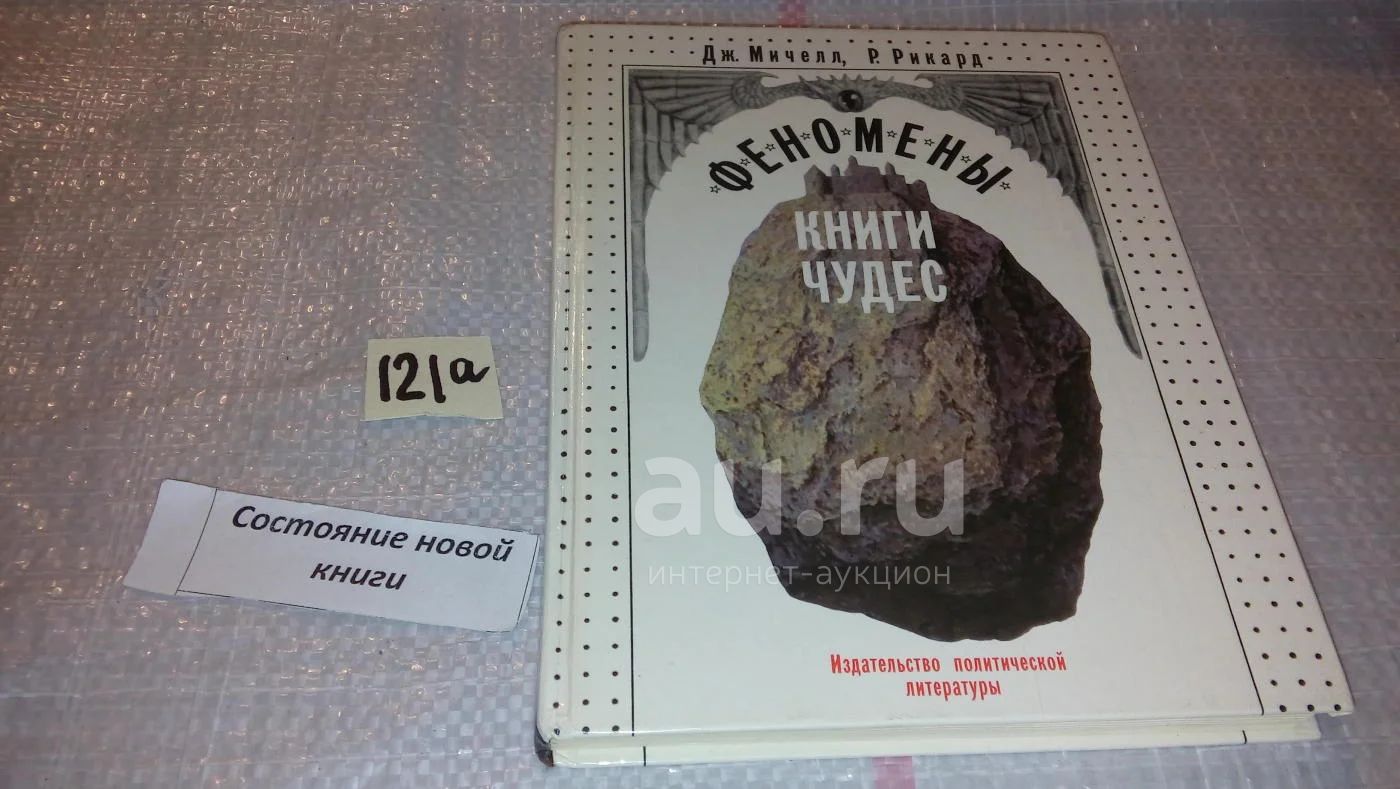 Дж. Мичелл, Р. Рикард
ФЕНОМЕНЫ
КНИГИ
ЧУДЕС
121а
Состояние новой
книги
au.ru
интернет-аукцион
Издательство политической
литературы